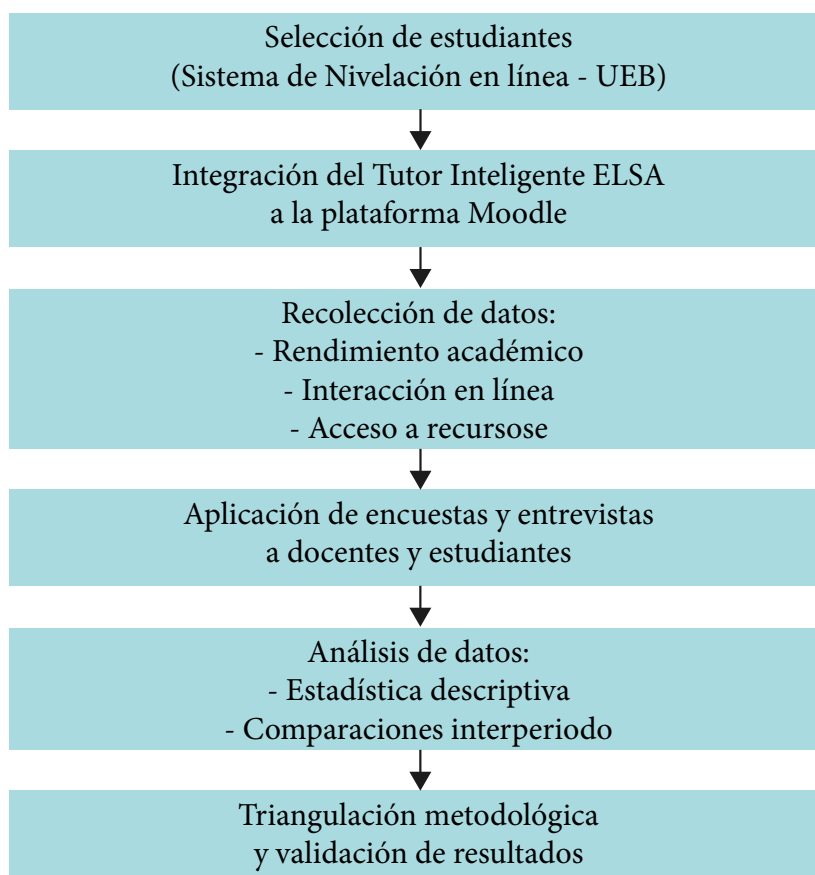 Selección de estudiantes
(Sistema de Nivelación en línea - UEB)
Integración del Tutor Inteligente ELSA
a la plataforma Moodle
Recolección de datos:
- Rendimiento académico
- Interacción en línea
- Acceso a recursose
Aplicación de encuestas y entrevistas
a docentes y estudiantes
Análisis de datos:
- Estadística descriptiva
- Comparaciones interperiodo
Triangulación metodológica
y validación de resultados